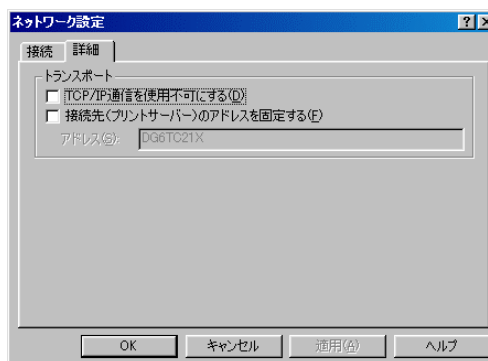 ネットワーク設定
接続 詳細
トランスポート
TCP/IP通信を使用不可にする(D)
接続先(プリントサーバー)のアドレスを固定する(F)
アドレス(S): DG6TC21X
OK キャンセル 適用(A) ヘルプ